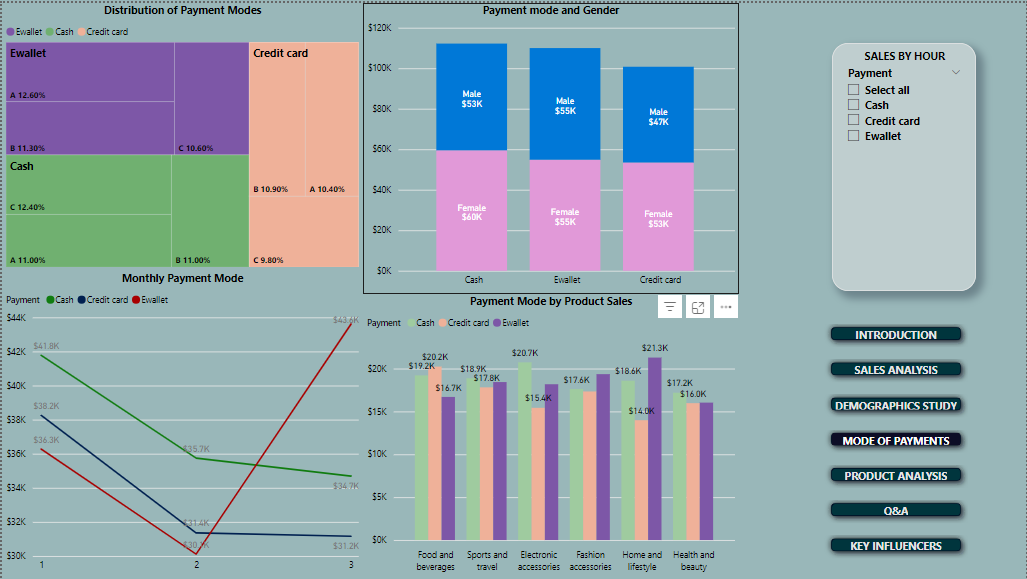 Distribution of Payment Modes
Ewallet Cash Credit card
Ewallet
A 12.60%
B 11.30%
C 10.60%
Credit card
B 10.90%
A 10.40%
C 9.80%
Cash
C 12.40%
A 11.00%
B 11.00%
Payment mode and Gender
$120K
$100K
$80K
$60K
$40K
$20K
$0K
Male
$53K
Female
$60K
Male
$55K
Female
$55K
Male
$47K
Female
$53K
Cash Ewallet Credit card
SALES BY HOUR
Payment
Select all
Cash
Credit card
Ewallet
Monthly Payment Mode
Payment Cash Credit card Ewallet
$44K
$42K
$40K
$38K
$36K
$34K
$32K
$30K
$41.8K
$38.2K
$36.3K
$35.7K
$31.4K
$30.1K
$43.6K
$34.7K
$31.2K
1 2 3
Payment Mode by Product Sales
Payment Cash Credit card Ewallet
$20K
$15K
$10K
$5K
$0K
$19.2K
$20.2K
$16.7K
$18.9K
$17.8K
$20.7K
$15.4K
$17.6K
$18.6K
$14.0K
$21.3K
$17.2K
$16.0K
Food and
beverages
Sports and
travel
Electronic
accessories
Fashion
accessories
Home and
lifestyle
Health and
beauty
INTRODUCTION
SALES ANALYSIS
DEMOGRAPHICS STUDY
MODE OF PAYMENTS
PRODUCT ANALYSIS
Q&A
KEY INFLUENCERS